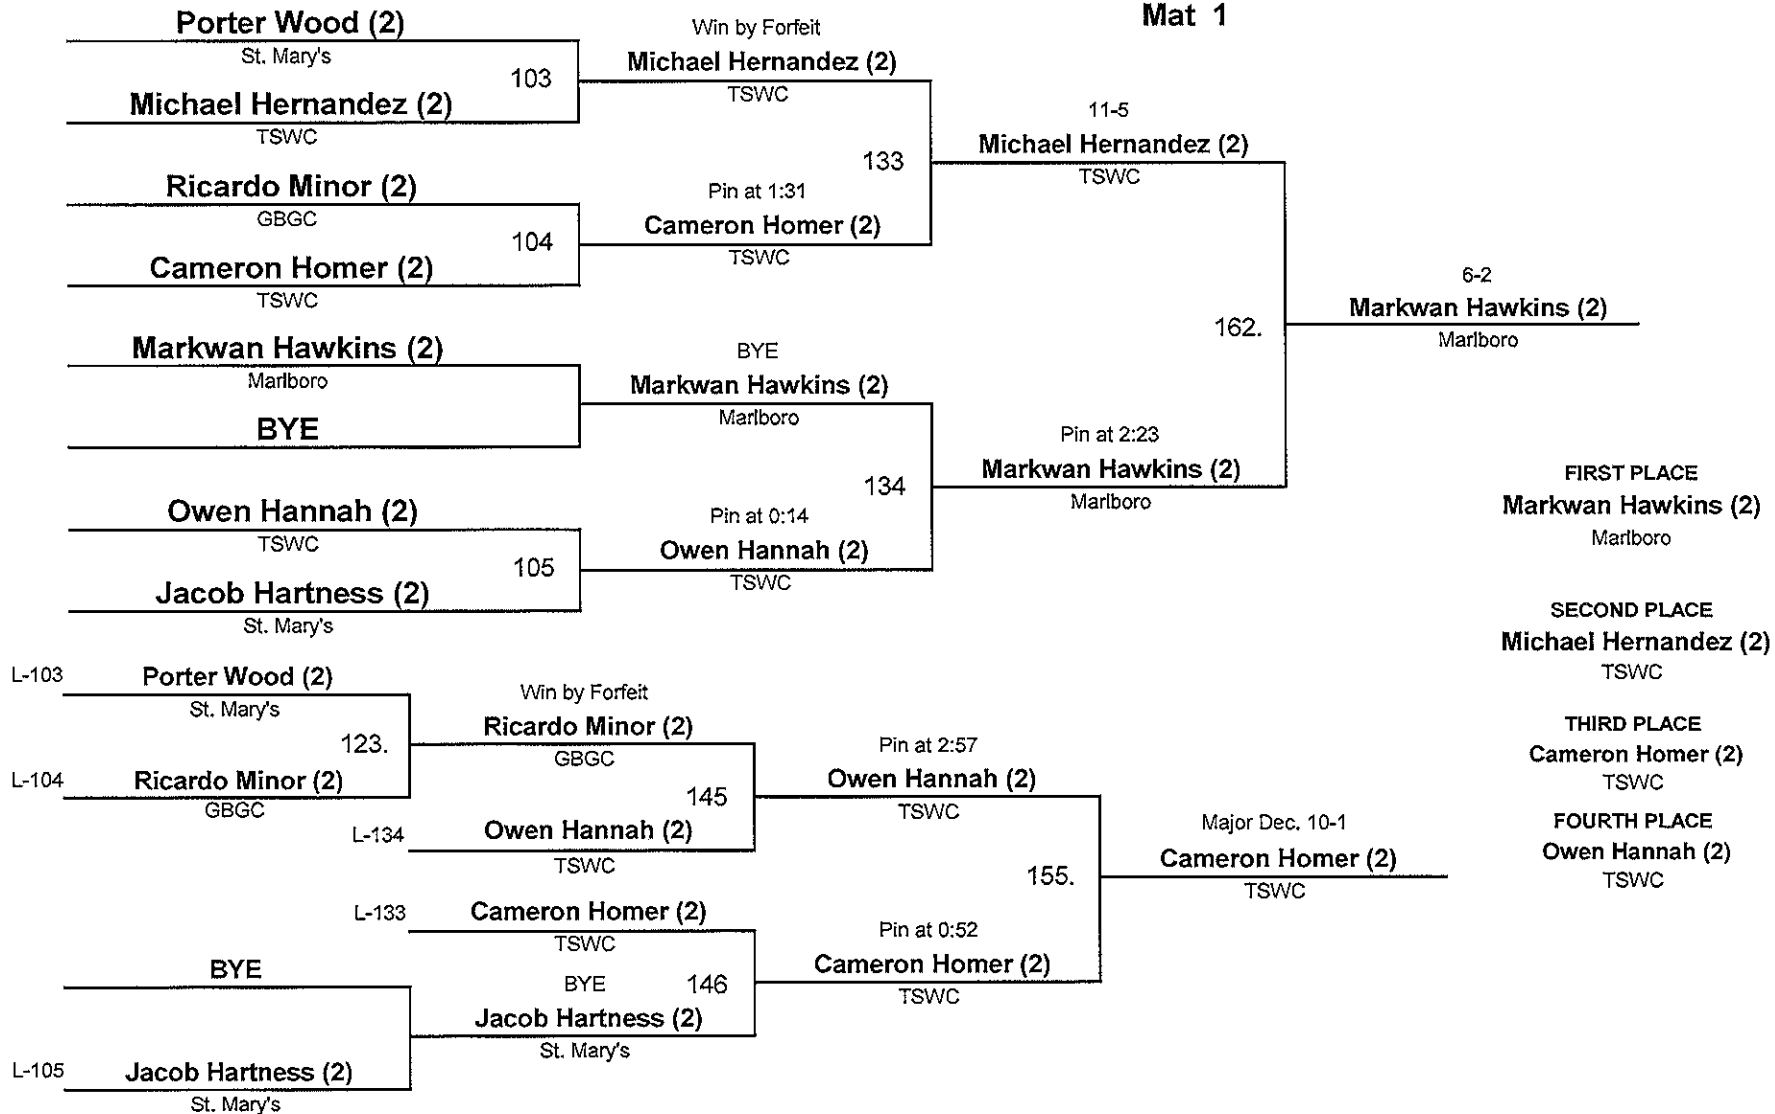 Mat 1
Porter Wood (2)
St. Mary's
103
Michael Hernandez (2)
TSWC
Win by Forfeit
Michael Hernandez (2)
TSWC
Ricardo Minor (2)
GBGC
104
Cameron Homer (2)
TSWC
Pin at 1:31
Cameron Homer (2)
TSWC
133
11-5
Michael Hernandez (2)
TSWC
Markwan Hawkins (2)
Marlboro
BYE
BYE
Markwan Hawkins (2)
Marlboro
Owen Hannah (2)
TSWC
105
Jacob Hartness (2)
St. Mary's
Pin at 0:14
Owen Hannah (2)
TSWC
134
Pin at 2:23
Markwan Hawkins (2)
Marlboro
162.
6-2
Markwan Hawkins (2)
Marlboro
L-103
Porter Wood (2)
St. Mary's
123.
L-104
Ricardo Minor (2)
GBGC
Win by Forfeit
Ricardo Minor (2)
GBGC
145
L-134
Owen Hannah (2)
TSWC
Pin at 2:57
Owen Hannah (2)
TSWC
L-133
Cameron Homer (2)
TSWC
BYE
L-105
Jacob Hartness (2)
St. Mary's
BYE
146
Jacob Hartness (2)
St. Mary's
Pin at 0:52
Cameron Homer (2)
TSWC
155.
Major Dec. 10-1
Cameron Homer (2)
TSWC
FIRST PLACE
Markwan Hawkins (2)
Marlboro
SECOND PLACE
Michael Hernandez (2)
TSWC
THIRD PLACE
Cameron Homer (2)
TSWC
FOURTH PLACE
Owen Hannah (2)
TSWC